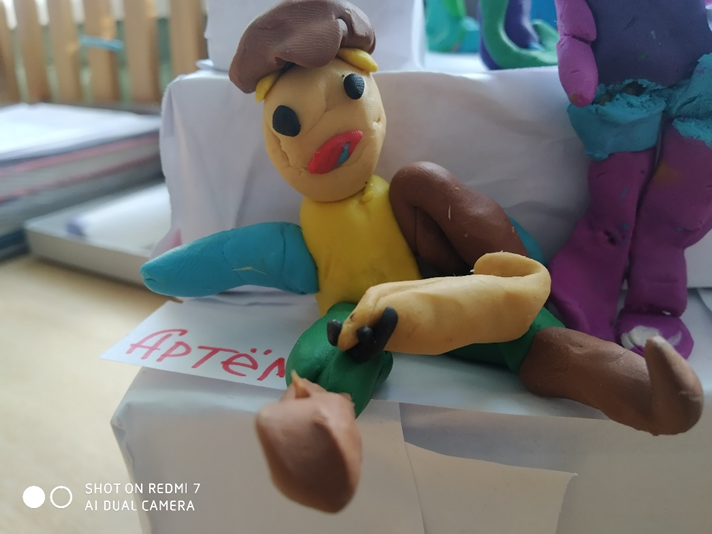 Артём
SHOT ON REDMI 7
AI DUAL CAMERA